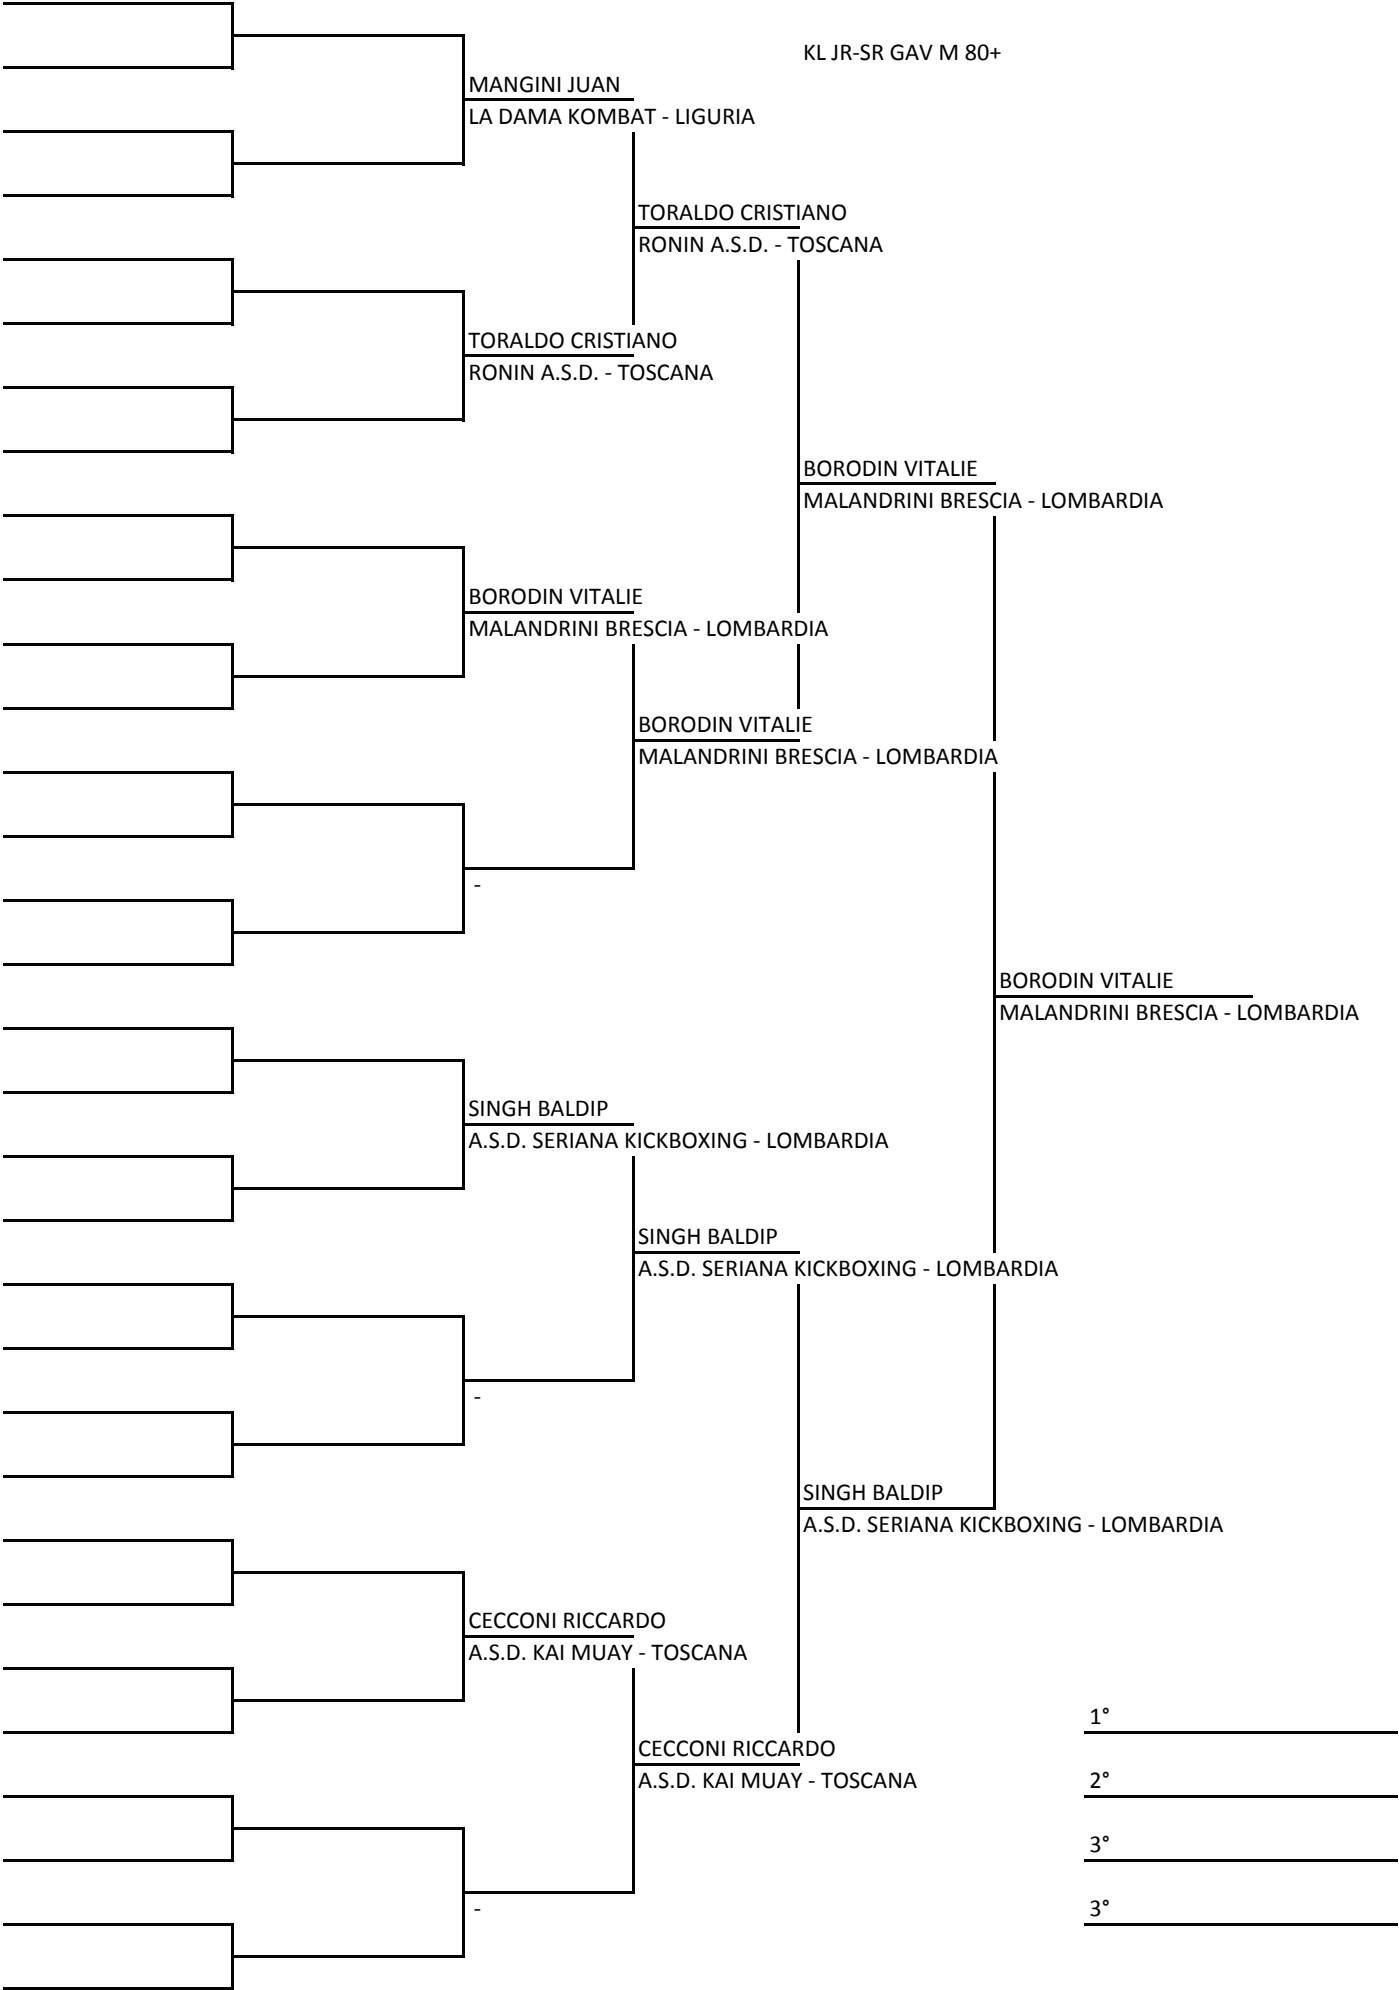 KL JR-SR GAV M 80+
MANGINI JUAN
LA DAMA KOMBAT - LIGURIA
TORALDO CRISTIANO
RONIN A.S.D. - TOSCANA
TORALDO CRISTIANO
RONIN A.S.D. - TOSCANA
BORODIN VITALIE
MALANDRINI BRESCIA - LOMBARDIA
BORODIN VITALIE
MALANDRINI BRESCIA - LOMBARDIA
BORODIN VITALIE
MALANDRINI BRESCIA - LOMBARDIA
-
BORODIN VITALIE
MALANDRINI BRESCIA - LOMBARDIA
SINGH BALDIP
A.S.D. SERIANA KICKBOXING - LOMBARDIA
SINGH BALDIP
A.S.D. SERIANA KICKBOXING - LOMBARDIA
-
SINGH BALDIP
A.S.D. SERIANA KICKBOXING - LOMBARDIA
CECCONI RICCARDO
A.S.D. KAI MUAY - TOSCANA
1°
CECCONI RICCARDO
A.S.D. KAI MUAY - TOSCANA
2°
3°
-
3°